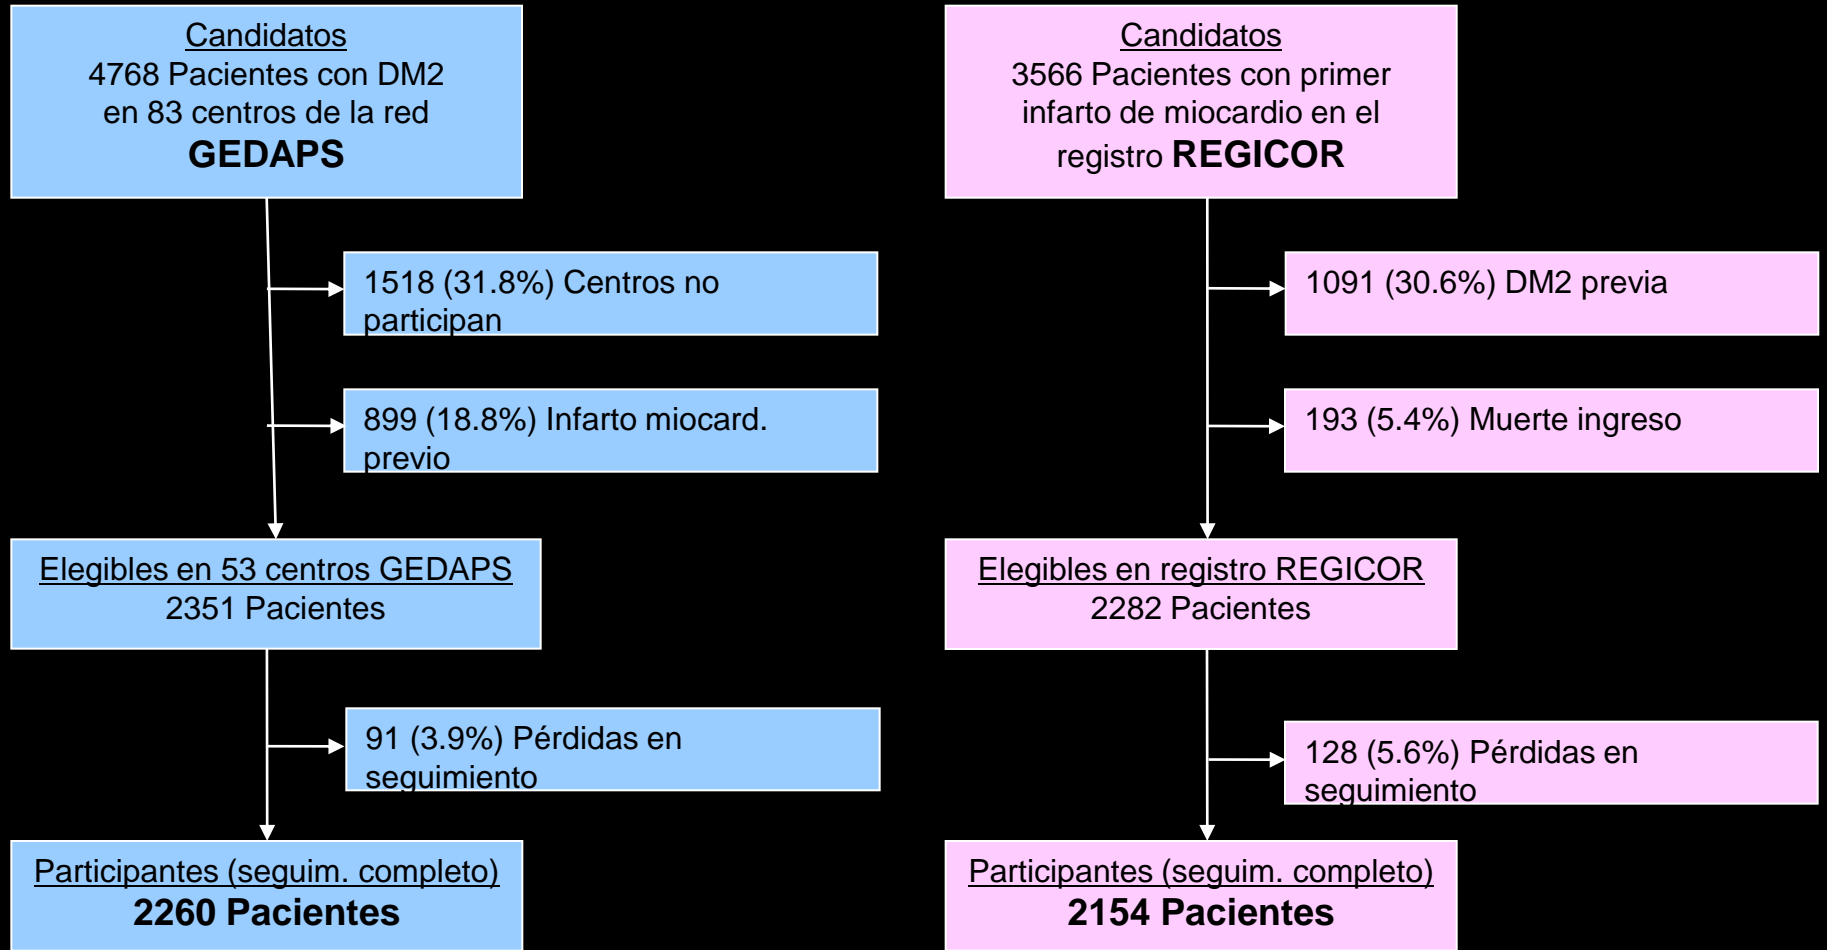 Candidatos
4768 Pacientes con DM2
en 83 centros de la red
GEDAPS
1518 (31.8%) Centros no
participan
899 (18.8%) Infarto miocard.
previo
Elegibles en 53 centros GEDAPS
2351 Pacientes
91 (3.9%) Pérdidas en
seguimiento
Participantes (seguim. completo)
2260 Pacientes
Candidatos
3566 Pacientes con primer
infarto de miocardio en el
registro REGICOR
1091 (30.6%) DM2 previa
193 (5.4%) Muerte ingreso
Elegibles en registro REGICOR
2282 Pacientes
128 (5.6%) Pérdidas en
seguimiento
Participantes (seguim. completo)
2154 Pacientes